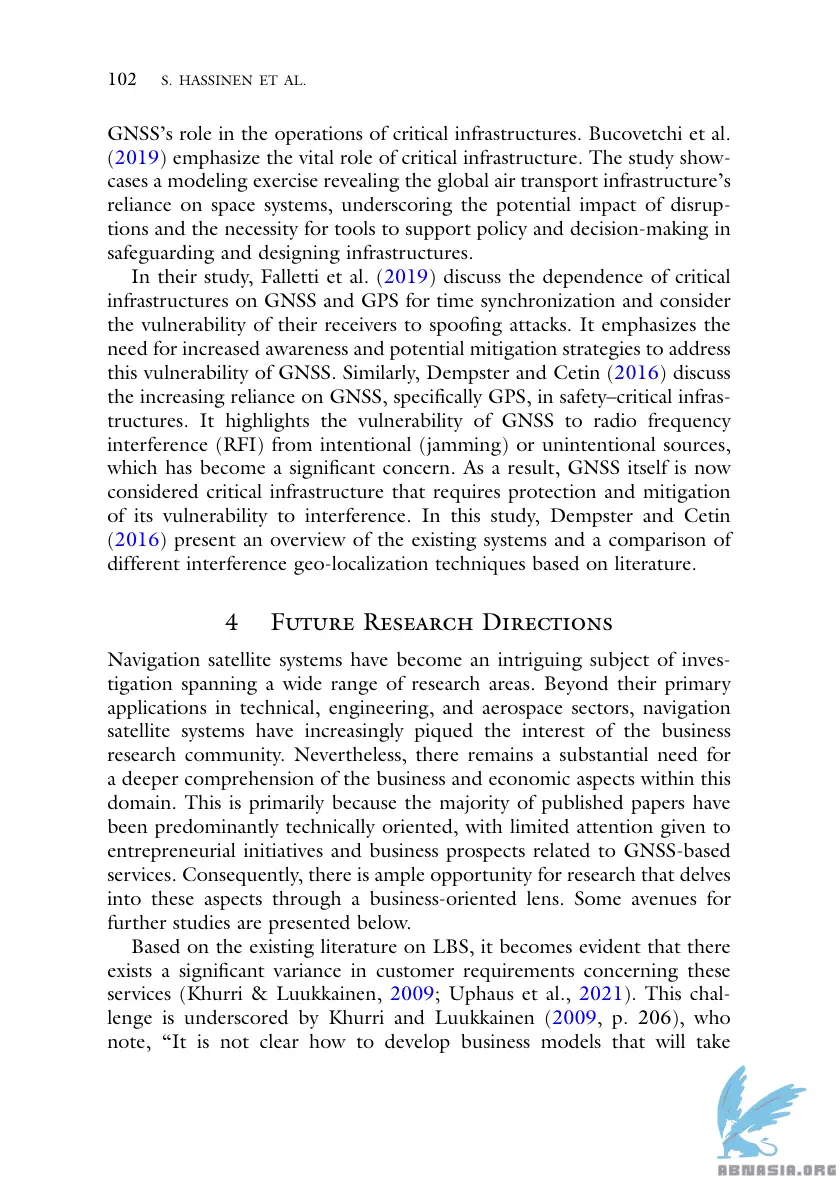 102 S. HASSINEN ET AL.
GNSS’s role in the operations of critical infrastructures. Bucovetchi et al.
(2019) emphasize the vital role of critical infrastructure. The study show-
cases a modeling exercise revealing the global air transport infrastructure’s
reliance on space systems, underscoring the potential impact of disrup-
tions and the necessity for tools to support policy and decision-making in
safeguarding and designing infrastructures.
In their study, Falletti et al. (2019) discuss the dependence of critical
infrastructures on GNSS and GPS for time synchronization and consider
the vulnerability of their receivers to spoofing attacks. It emphasizes the
need for increased awareness and potential mitigation strategies to address
this vulnerability of GNSS. Similarly, Dempster and Cetin (2016) discuss
the increasing reliance on GNSS, specifically GPS, in safety–critical infras-
tructures. It highlights the vulnerability of GNSS to radio frequency
interference (RFI) from intentional (jamming) or unintentional sources,
which has become a significant concern. As a result, GNSS itself is now
considered critical infrastructure that requires protection and mitigation
of its vulnerability to interference. In this study, Dempster and Cetin
(2016) present an overview of the existing systems and a comparison of
different interference geo-localization techniques based on literature.
4 Future Research Directions
Navigation satellite systems have become an intriguing subject of inves-
tigation spanning a wide range of research areas. Beyond their primary
applications in technical, engineering, and aerospace sectors, navigation
satellite systems have increasingly piqued the interest of the business
research community. Nevertheless, there remains a substantial need for
a deeper comprehension of the business and economic aspects within this
domain. This is primarily because the majority of published papers have
been predominantly technically oriented, with limited attention given to
entrepreneurial initiatives and business prospects related to GNSS-based
services. Consequently, there is ample opportunity for research that delves
into these aspects through a business-oriented lens. Some avenues for
further studies are presented below.
Based on the existing literature on LBS, it becomes evident that there
exists a significant variance in customer requirements concerning these
services (Khurri & Luukkainen, 2009; Uphaus et al., 2021). This chal-
lenge is underscored by Khurri and Luukkainen (2009, p. 206), who
note, “It is not clear how to develop business models that will take
ABNASIA.ORG